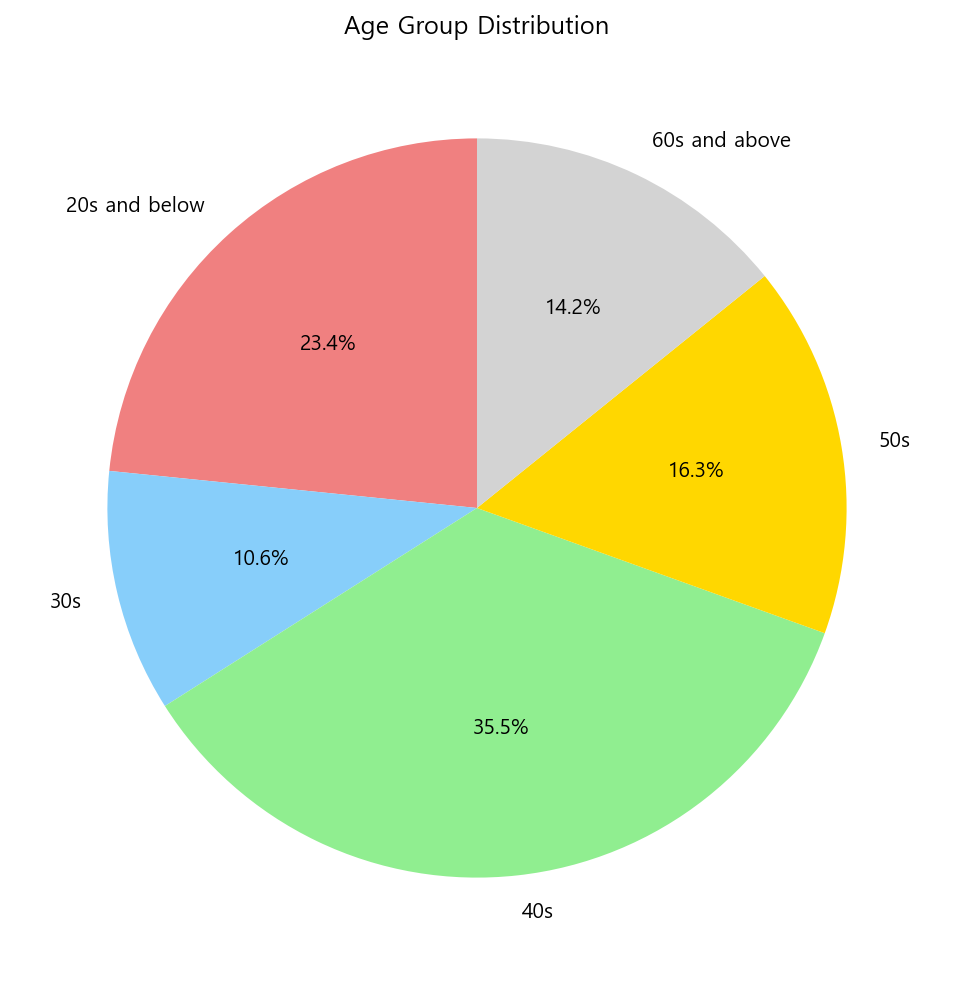 Age Group Distribution
60s and above
20s and below
14.2%
23.4%
50s
16.3%
10.6%
30s
35.5%
40s